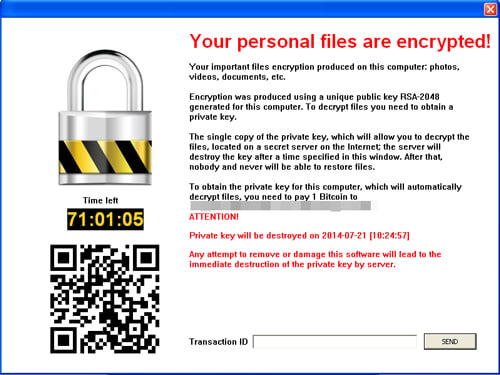 Your personal files are encrypted!
Your important files encryption produced on this computer: photos,
videos, documents, etc.
Encryption was produced using a unique public key RSA-2048
generated for this computer. To decrypt files you need to obtain a
private key.
The single copy of the private key, which will allow you to decrypt the
files, located on a secret server on the Internet; the server will
destroy the key after a time specified in this window. After that,
nobody and never will be able to restore files.
To obtain the private key for this computer, which will automatically
decrypt files, you need to pay 1 Bitcoin to
ATTENTION!
Private key will be destroyed on 2014-07-21 [10:24:57]
Any attempt to remove or damage this software will lead to the
immediate destruction of the private key by server.
Time left
71:01:05
Transaction ID
SEND